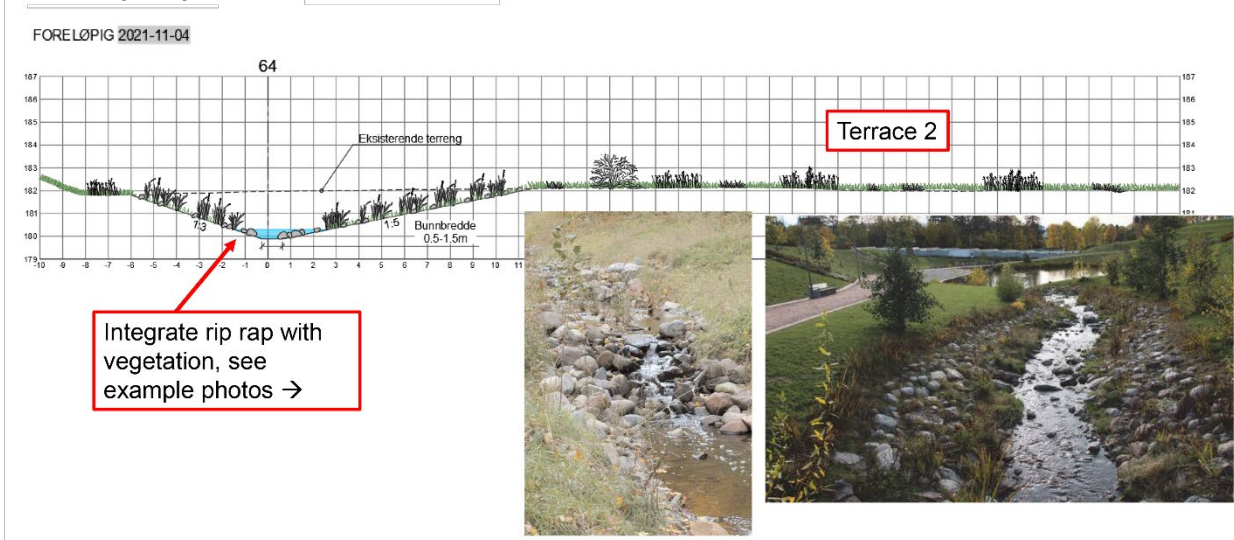 FORELØPIG 2021-11-04
64
187 187
186 186
185 185
184 184
183 183
182 182
181 181
180
179
Eksisterende terreng
Terrace 2
1:3
1:5
Bunnbredde
0.5-1.5m
-10 -9 -8 -7 -6 -5 -4 -3 -2 -1 0 1 2 3 4 5 6 7 8 9 10 11
Integrate rip rap with
vegetation, see
example photos →